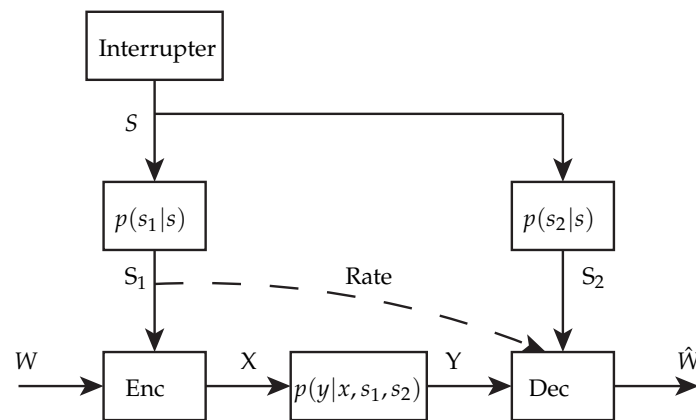 Interrupter
S
p(s₁|s)
p(s₂|s)
S₁
Rate
S₂
W
Enc
X
p(y|x, s₁, s₂)
Y
Dec
Ŵ